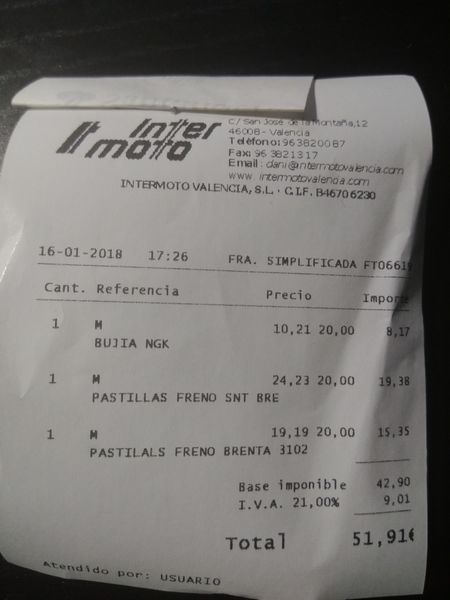 Inter
moto
C/ San José de la Montaña,12
46008 - Valencia
Teléfono: 963820087
Fax: 96 3821317
Email: dani@intermotovalencia.com
www. intermotovalencia.com
INTERMOTO VALENCIA, S.L. · C.I.F. B46706230
16-01-2018 17:26 FRA. SIMPLIFICADA FT06619
Cant. Referencia Precio Importe
1 M 10,21 20,00 8,17
BUJIA NGK
1 M 24,23 20,00 19,38
PASTILLAS FRENO SNT BRE
1 M 19,19 20,00 15,35
PASTILALS FRENO BRENTA 3102
Base imponible 42,90
I.V.A. 21,00% 9,01
Total 51,91€
Atendido por: USUARIO